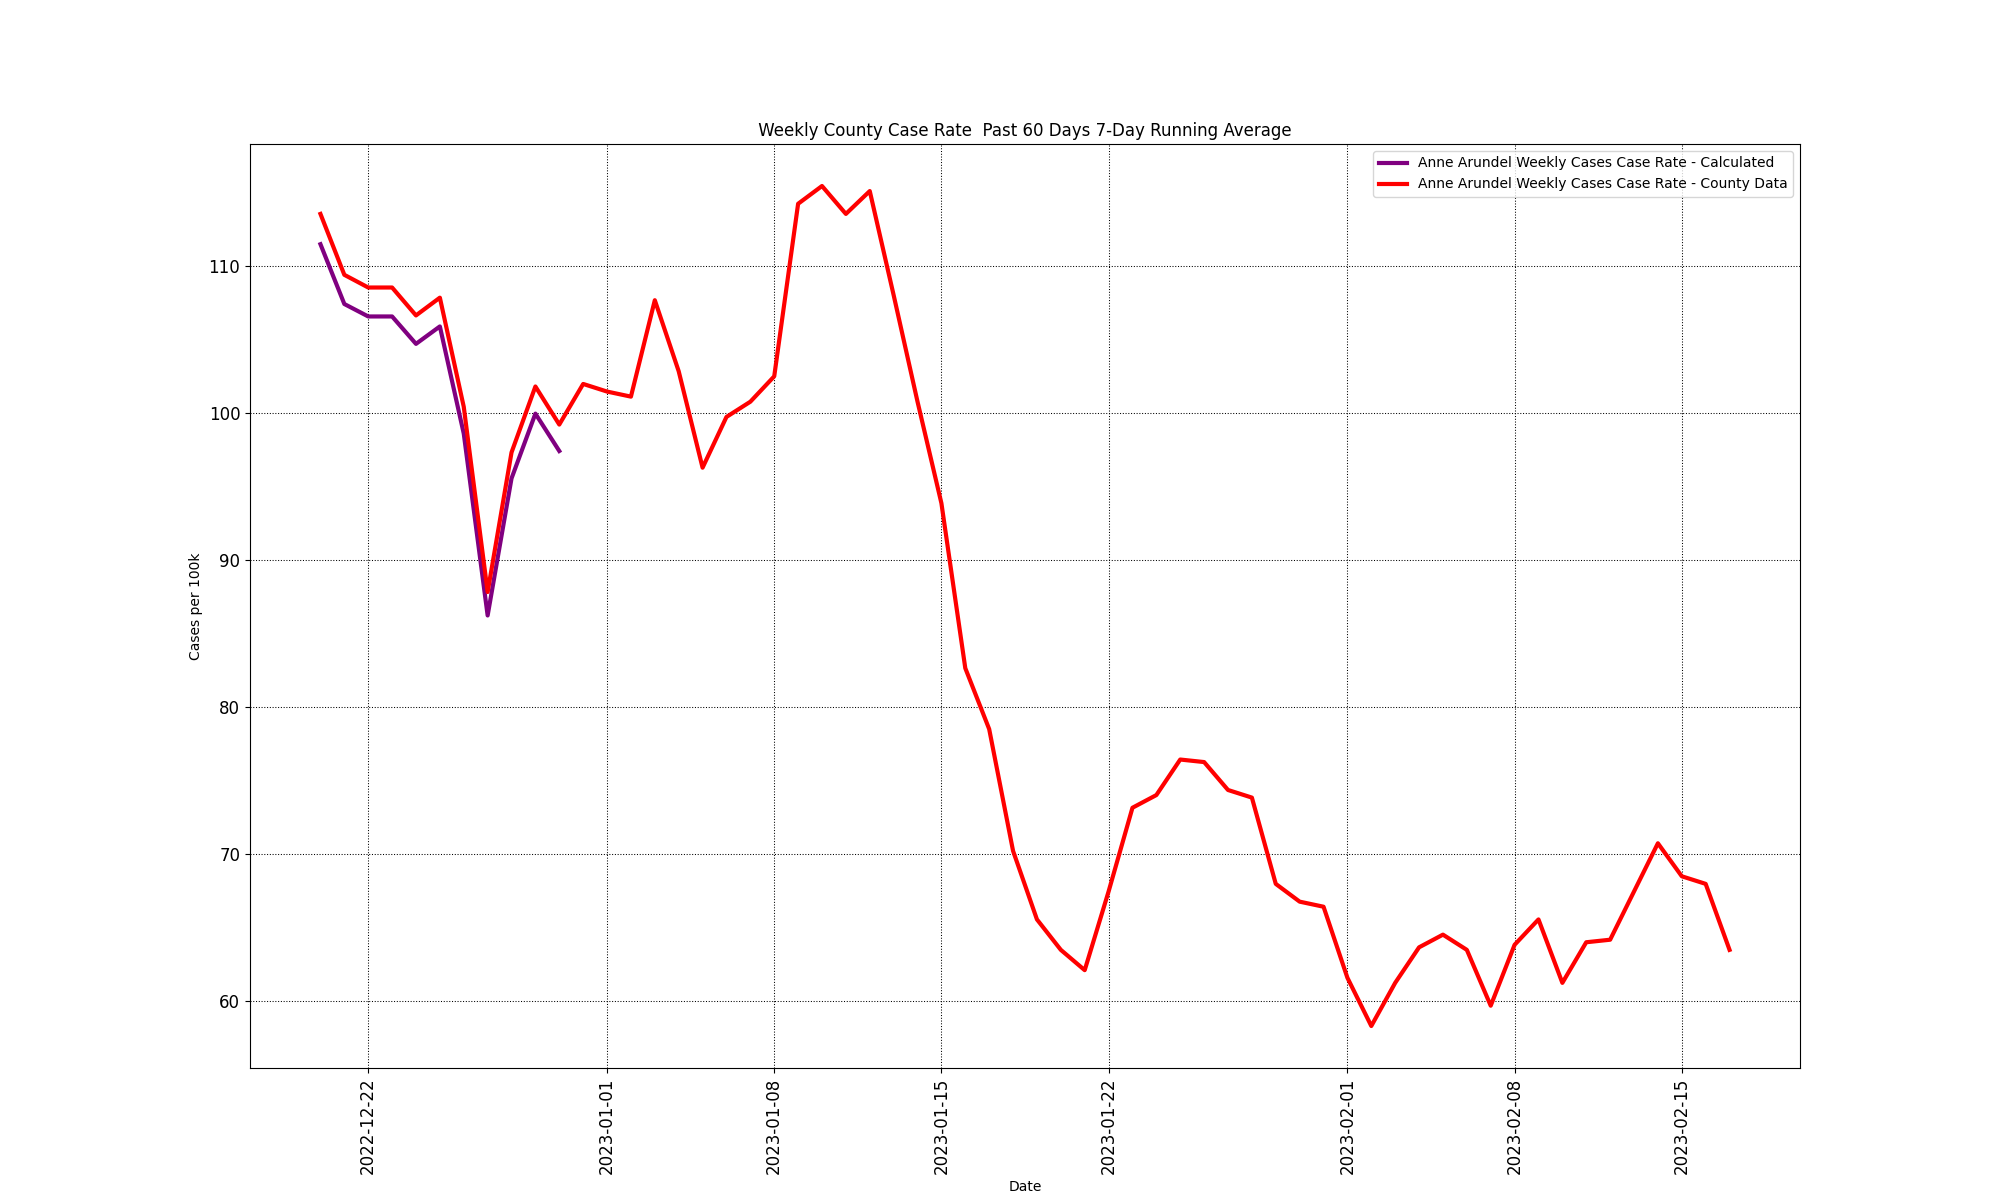 Weekly County Case Rate  Past 60 Days 7-Day Running Average
Anne Arundel Weekly Cases Case Rate - Calculated
Anne Arundel Weekly Cases Case Rate - County Data
110
100
90
80
70
60
Cases per 100k
2022-12-22
2023-01-01
2023-01-08
2023-01-15
2023-01-22
2023-02-01
2023-02-08
2023-02-15
Date